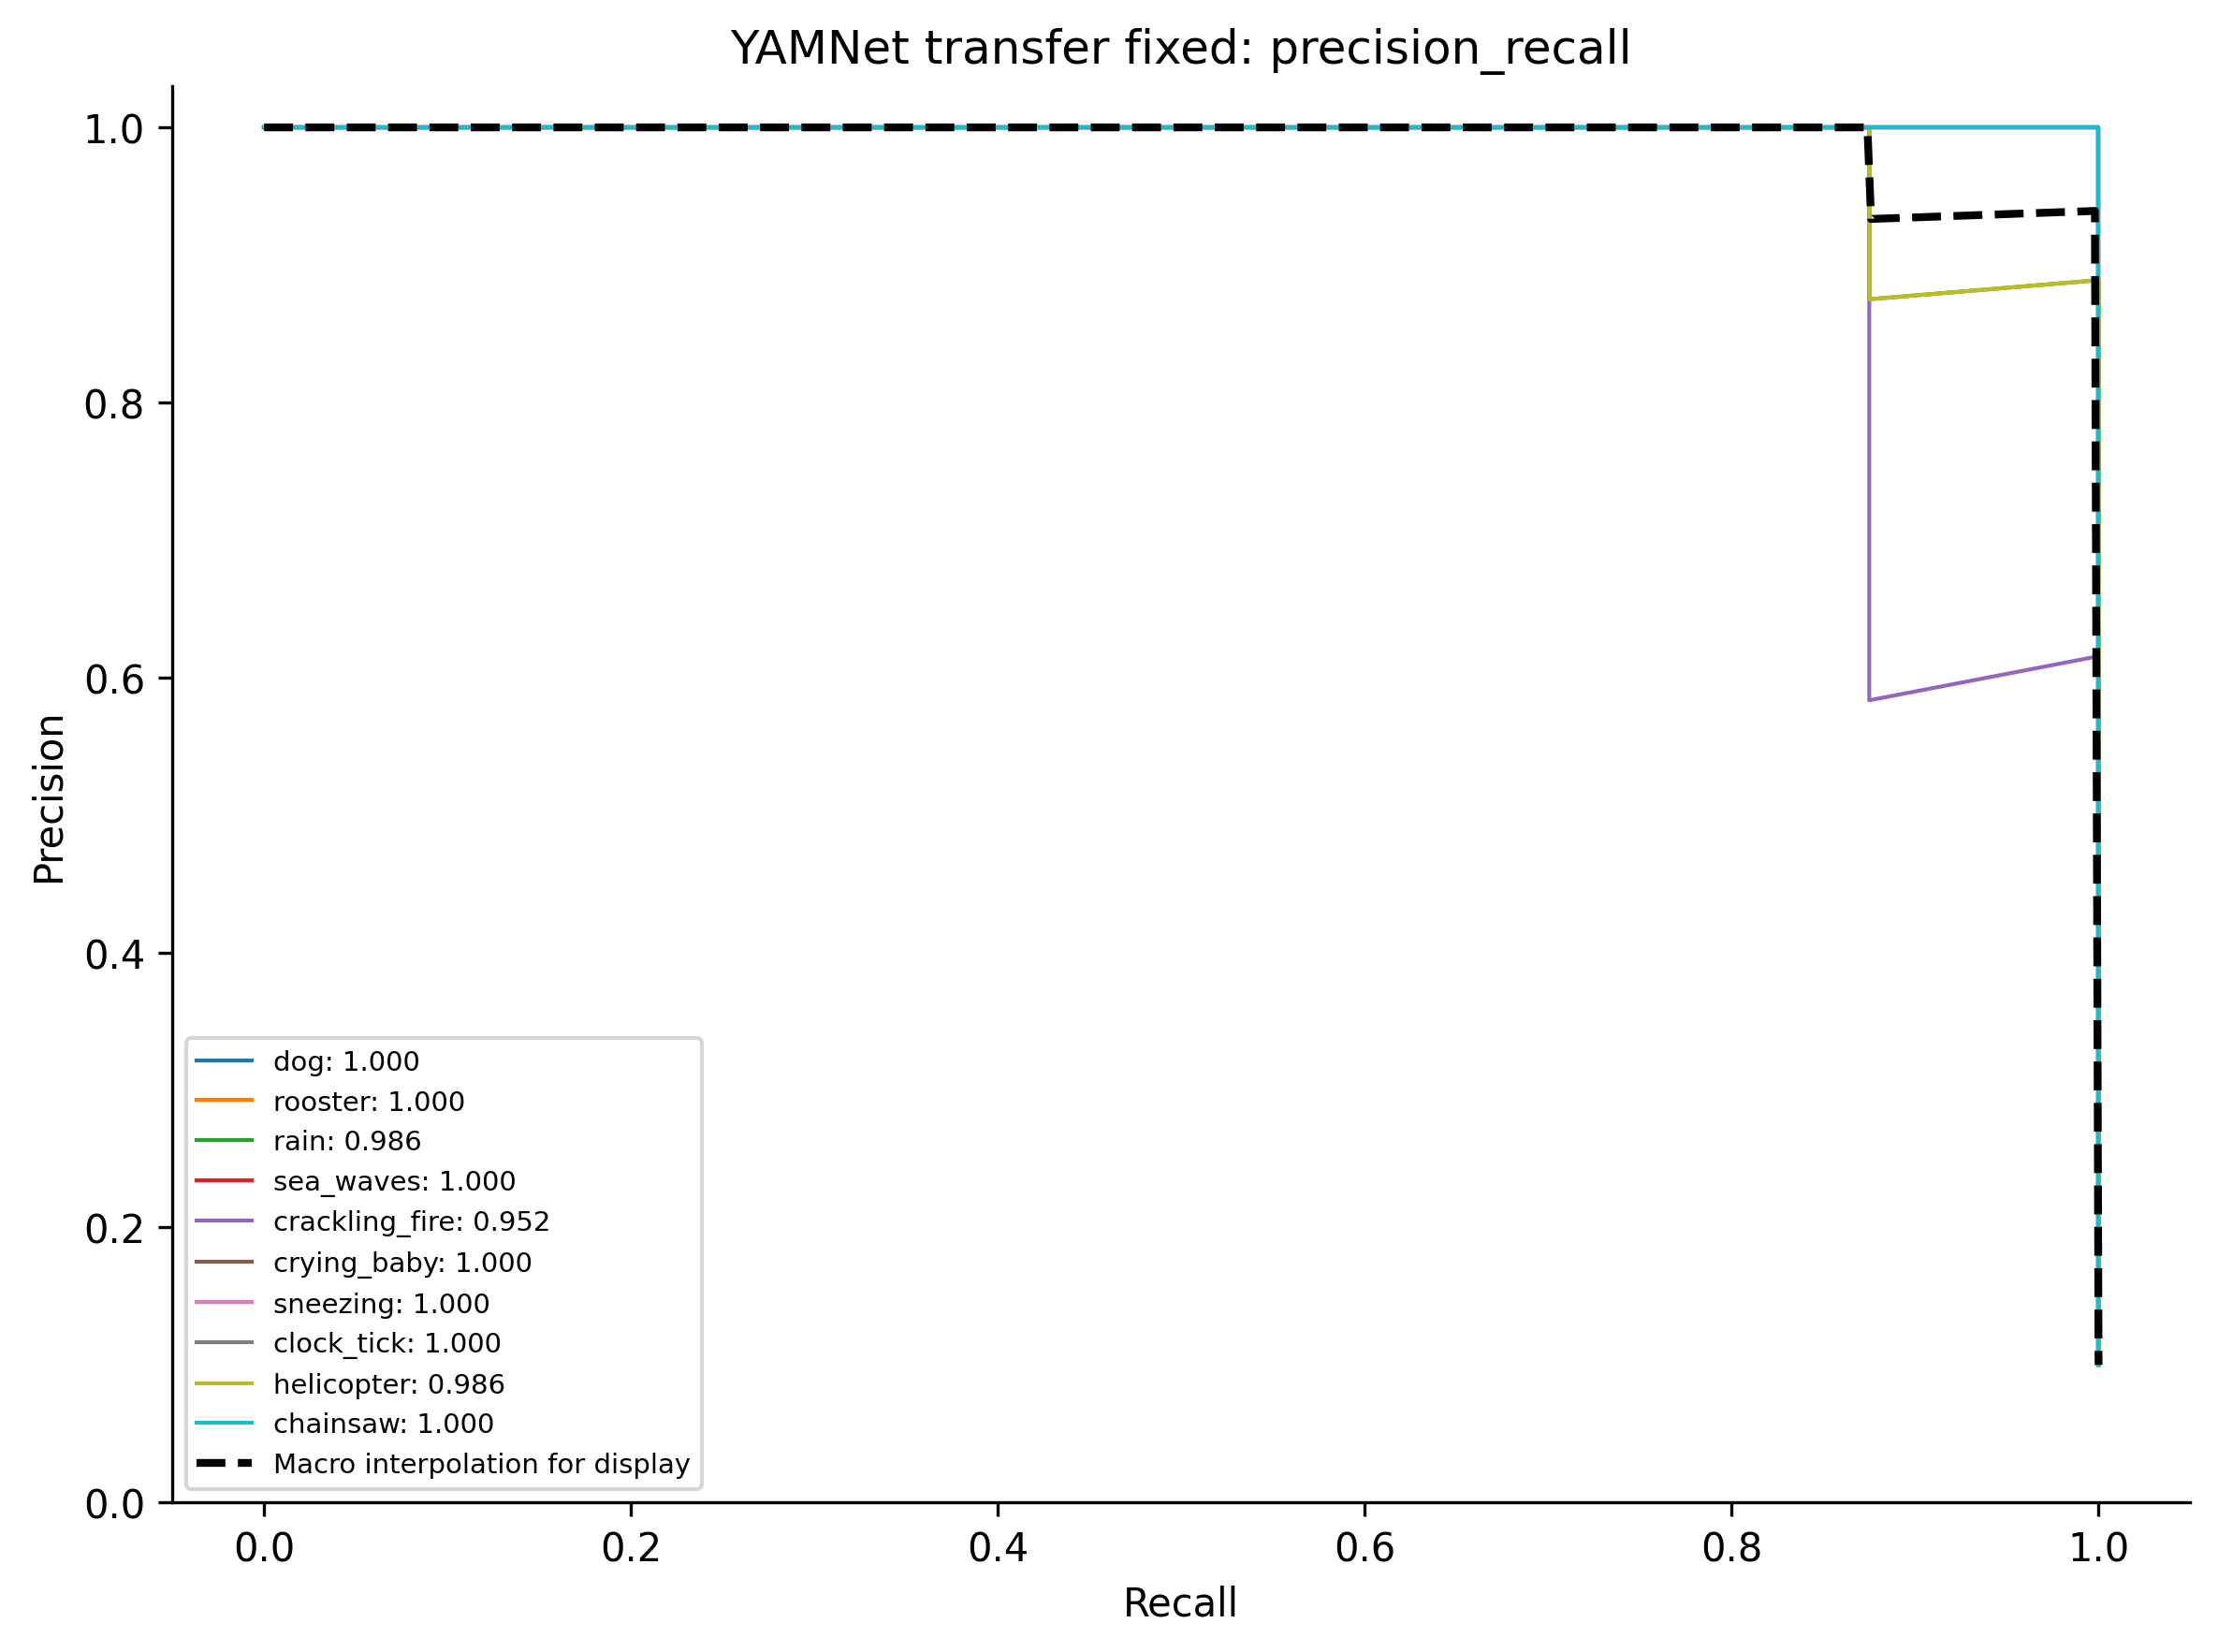 YAMNet transfer fixed: precision_recall
1.0
0.8
0.6
0.4
0.2
0.0
Precision
dog: 1.000
rooster: 1.000
rain: 0.986
sea_waves: 1.000
crackling_fire: 0.952
crying_baby: 1.000
sneezing: 1.000
clock_tick: 1.000
helicopter: 0.986
chainsaw: 1.000
Macro interpolation for display
0.0 0.2 0.4 0.6 0.8 1.0
Recall